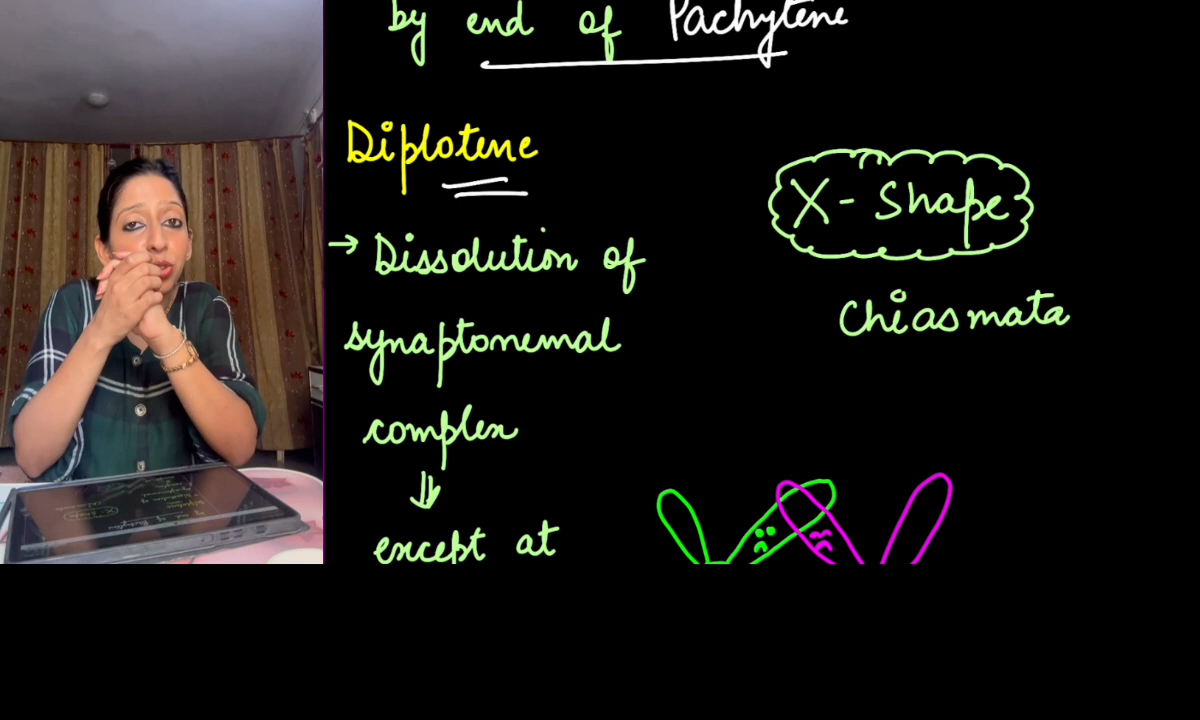 by end of Pachytene
Diplotene
→ Dissolution of
synaptonemal
complex
⇓
except at
X-Shape
Chiasmata